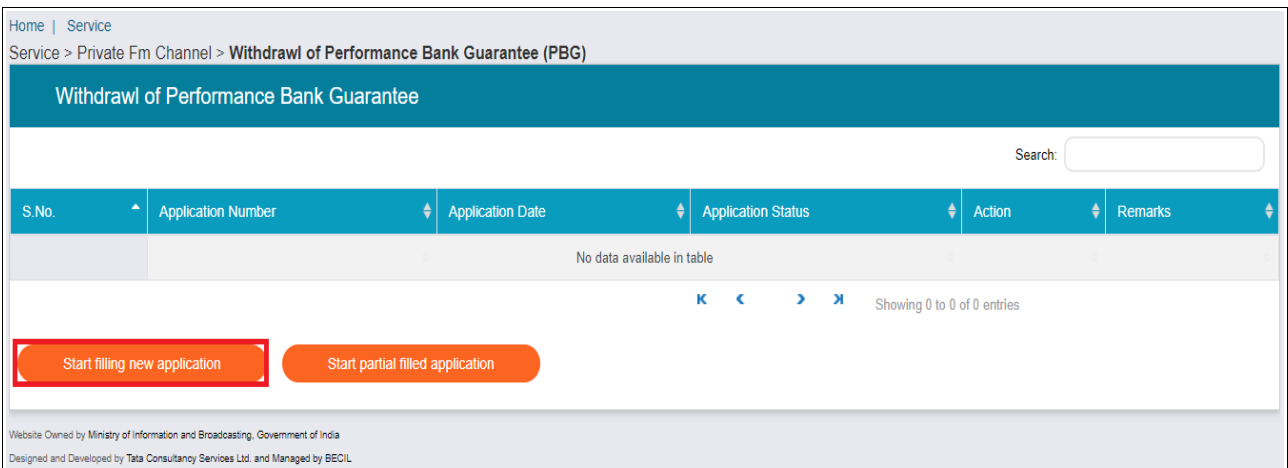 Home | Service
Service > Private Fm Channel > Withdrawl of Performance Bank Guarantee (PBG)
Withdrawl of Performance Bank Guarantee
Search:
S.No. Application Number Application Date Application Status Action Remarks
No data available in table
Showing 0 to 0 of 0 entries
Start filling new application Start partial filled application
Website Owned by Ministry of Information and Broadcasting, Government of India
Designed and Developed by Tata Consultancy Services Ltd. and Managed by BECIL